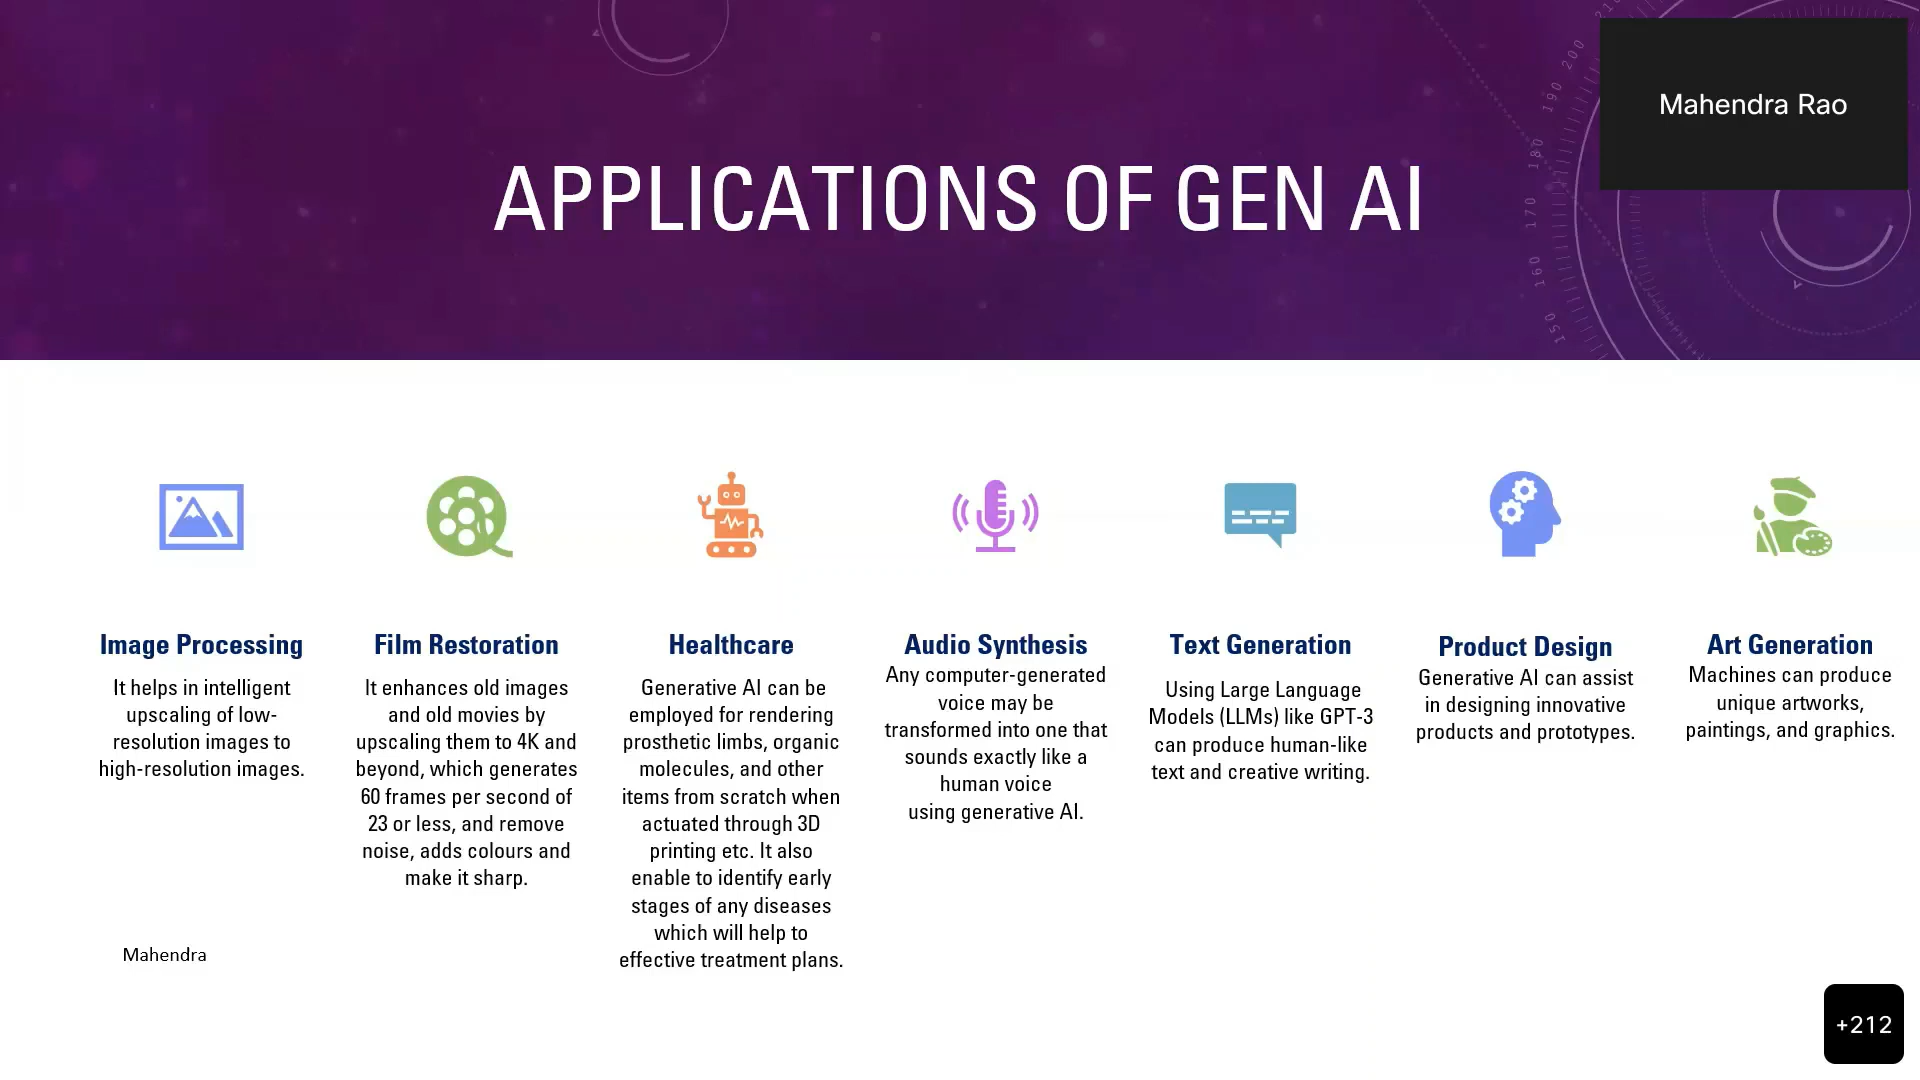 Mahendra Rao
210
200
190
180
170
160
150
APPLICATIONS OF GEN AI
Image Processing
It helps in intelligent
upscaling of low-
resolution images to
high-resolution images.
Film Restoration
It enhances old images
and old movies by
upscaling them to 4K and
beyond, which generates
60 frames per second of
23 or less, and remove
noise, adds colours and
make it sharp.
Healthcare
Generative AI can be
employed for rendering
prosthetic limbs, organic
molecules, and other
items from scratch when
actuated through 3D
printing etc. It also
enable to identify early
stages of any diseases
which will help to
effective treatment plans.
Audio Synthesis
Any computer-generated
voice may be
transformed into one that
sounds exactly like a
human voice
using generative AI.
Text Generation
Using Large Language
Models (LLMs) like GPT-3
can produce human-like
text and creative writing.
Product Design
Generative AI can assist
in designing innovative
products and prototypes.
Art Generation
Machines can produce
unique artworks,
paintings, and graphics.
Mahendra
+212